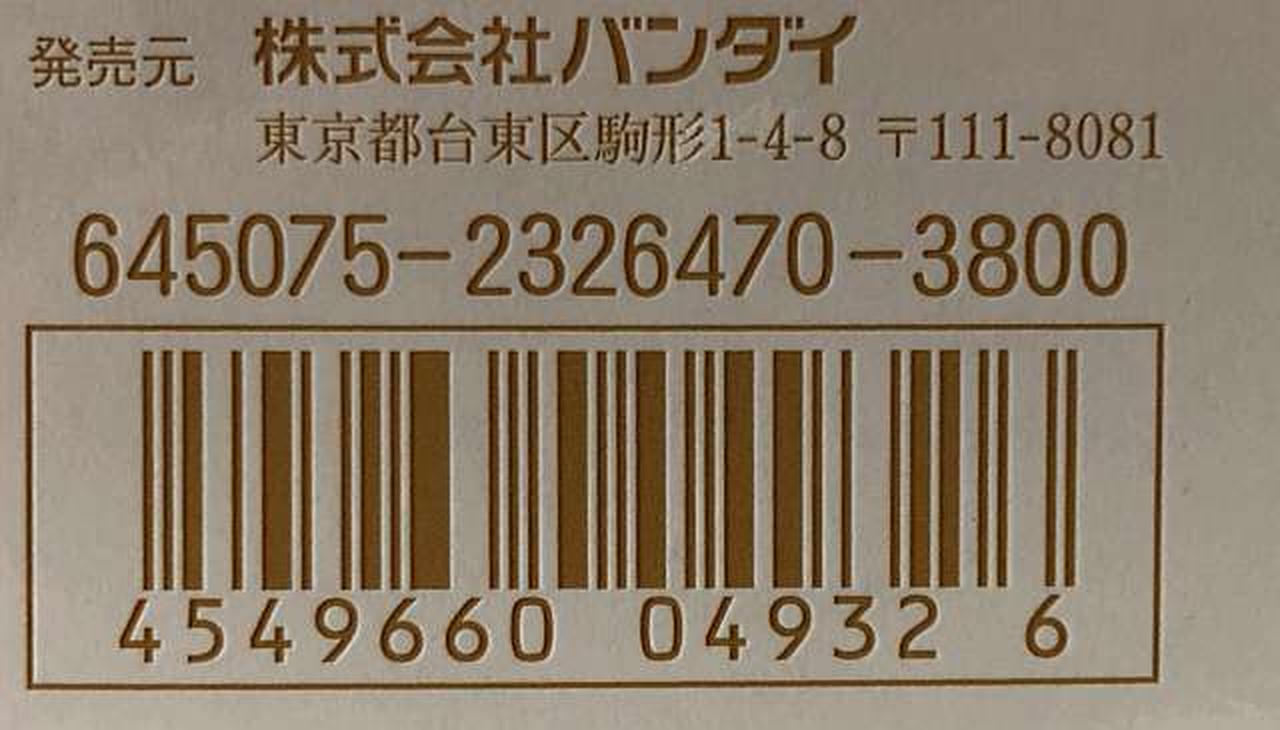 発売元 株式会社バンダイ
東京都台東区駒形1-4-8 〒111-8081
645075-2326470-3800
4549660 04932 6